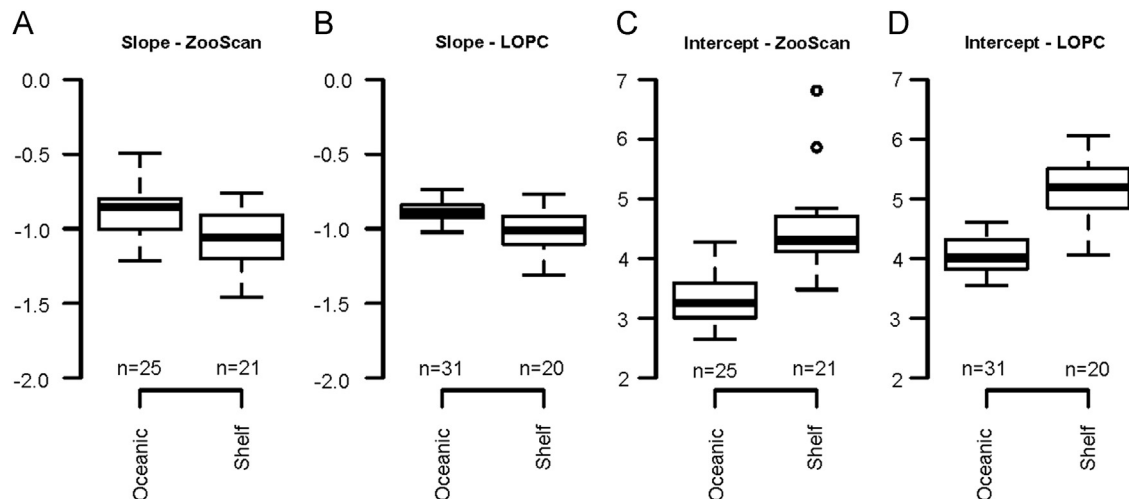 A
Slope - ZooScan
0.0
-0.5
-1.0
-1.5
-2.0
n=25
n=21
Oceanic
Shelf
B
Slope - LOPC
0.0
-0.5
-1.0
-1.5
-2.0
n=31
n=20
Oceanic
Shelf
C
Intercept - ZooScan
7
6
5
4
3
2
n=25
n=21
Oceanic
Shelf
D
Intercept - LOPC
7
6
5
4
3
2
n=31
n=20
Oceanic
Shelf